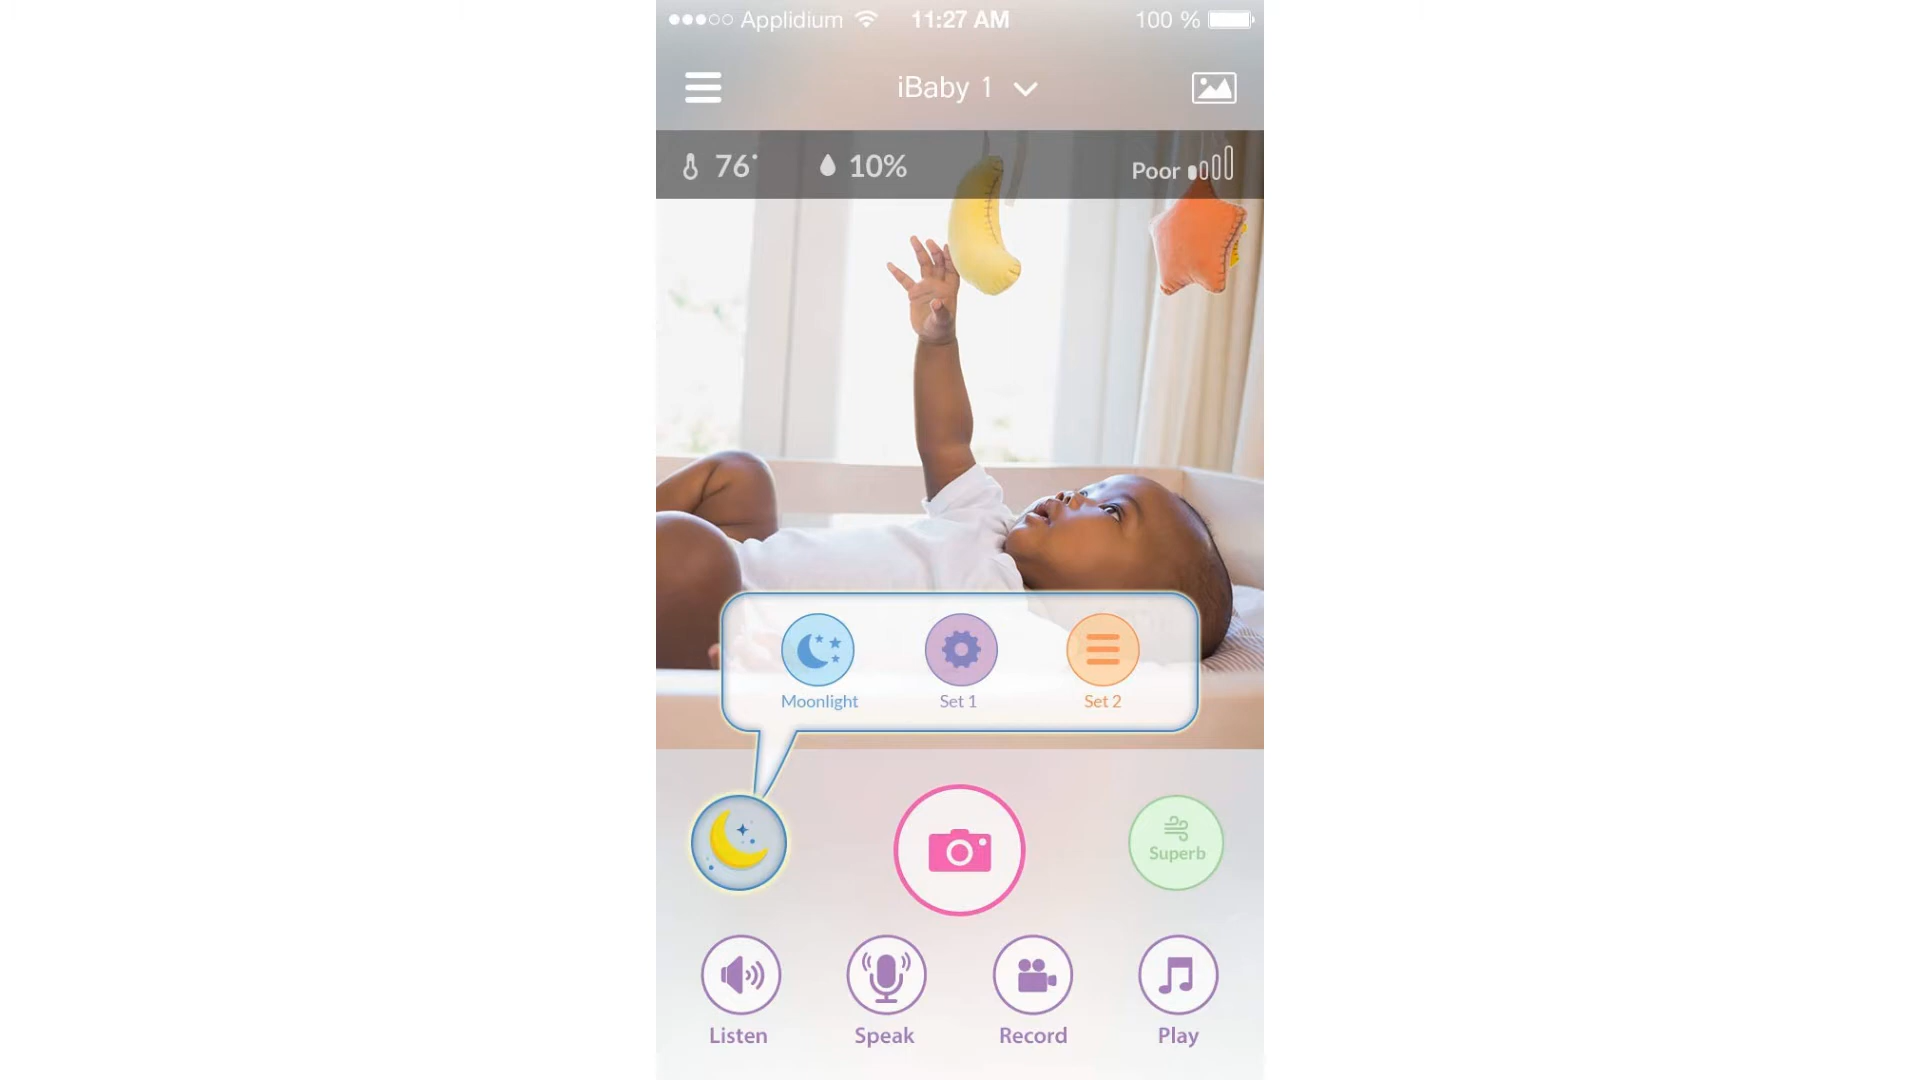 Applidium 11:27 AM 100 %
iBaby 1
76° 10% Poor
Moonlight Set 1 Set 2
Superb
Listen Speak Record Play